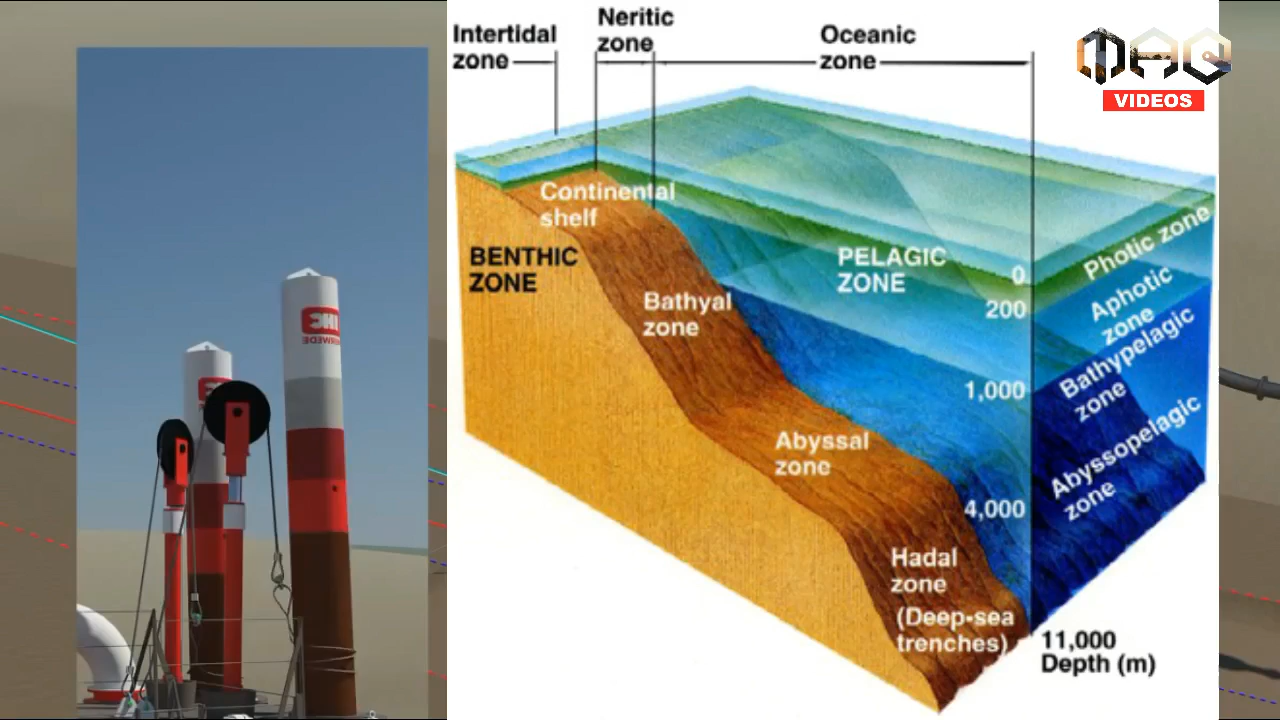 Intertidal
zone
Neritic
zone
Oceanic
zone
MAQ
VIDEOS
Continental
shelf
BENTHIC
ZONE
PELAGIC
ZONE
Bathyal
zone
Abyssal
zone
Hadal
zone
(Deep-sea
trenches)
0
200
1,000
4,000
11,000
Depth (m)
Photic zone
Aphotic
zone
Bathypelagic
zone
Abyssopelagic
zone
IHC